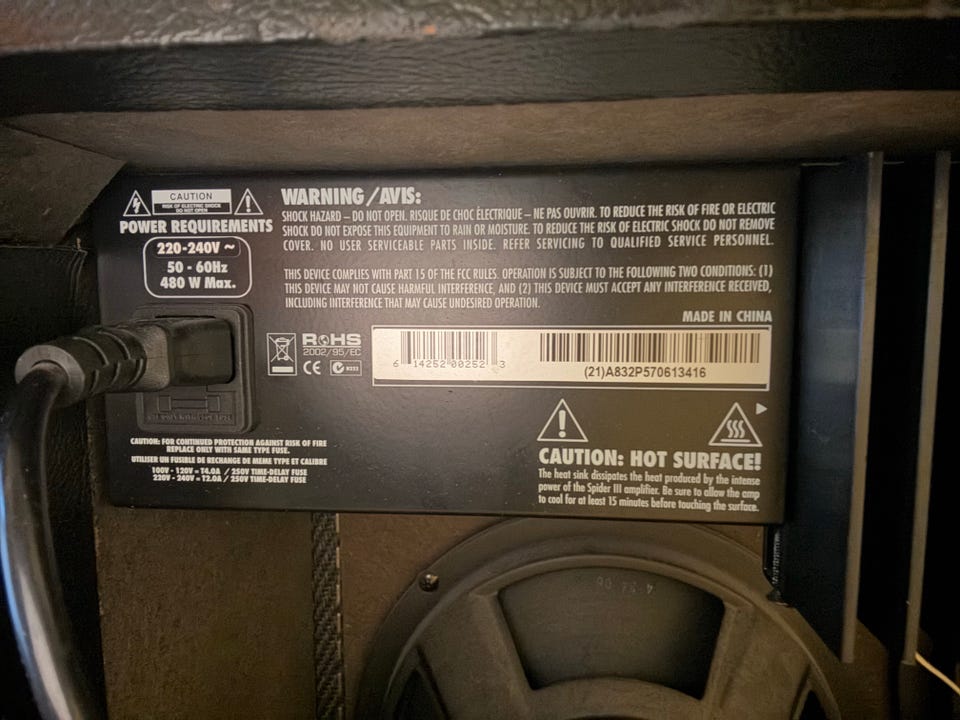 CAUTION
RISK OF ELECTRIC SHOCK
DO NOT OPEN
POWER REQUIREMENTS
220-240V ~
50 - 60Hz
480 W Max.
WARNING/AVIS:
SHOCK HAZARD – DO NOT OPEN. RISQUE DE CHOC ÉLECTRIQUE – NE PAS OUVRIR. TO REDUCE THE RISK OF FIRE OR ELECTRIC
SHOCK DO NOT EXPOSE THIS EQUIPMENT TO RAIN OR MOISTURE. TO REDUCE THE RISK OF ELECTRIC SHOCK DO NOT REMOVE
COVER. NO USER SERVICEABLE PARTS INSIDE. REFER SERVICING TO QUALIFIED SERVICE PERSONNEL.
THIS DEVICE COMPLIES WITH PART 15 OF THE FCC RULES. OPERATION IS SUBJECT TO THE FOLLOWING TWO CONDITIONS: (1)
THIS DEVICE MAY NOT CAUSE HARMFUL INTERFERENCE, AND (2) THIS DEVICE MUST ACCEPT ANY INTERFERENCE RECEIVED,
INCLUDING INTERFERENCE THAT MAY CAUSE UNDESIRED OPERATION.
MADE IN CHINA
RoHS
2002/95/EC
CE
N222
6 14252 00252 3
(21)A832P570613416
CAUTION: FOR CONTINUED PROTECTION AGAINST RISK OF FIRE
REPLACE ONLY WITH SAME TYPE FUSE.
UTILISER UN FUSIBLE DE RECHANGE DE MEME TYPE ET CALIBRE
100V - 120V = T4.0A / 250V TIME-DELAY FUSE
220V - 240V = T2.0A / 250V TIME-DELAY FUSE
CAUTION: HOT SURFACE!
The heat sink dissipates the heat produced by the intense
power of the Spider III amplifier. Be sure to allow the amp
to cool for at least 15 minutes before touching the surface.